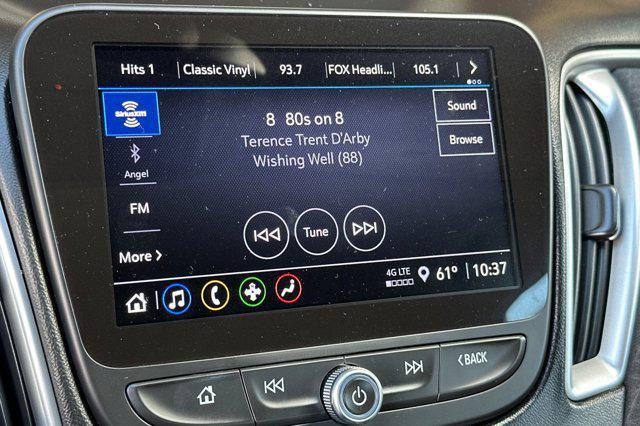 Hits 1 Classic Vinyl 93.7 FOX Headli... 105.1 >
SiriusXM
8 80s on 8
Terence Trent D'Arby
Wishing Well (88)
Sound
Browse
Angel
FM
More >
Tune
4G LTE
61° 10:37
< BACK